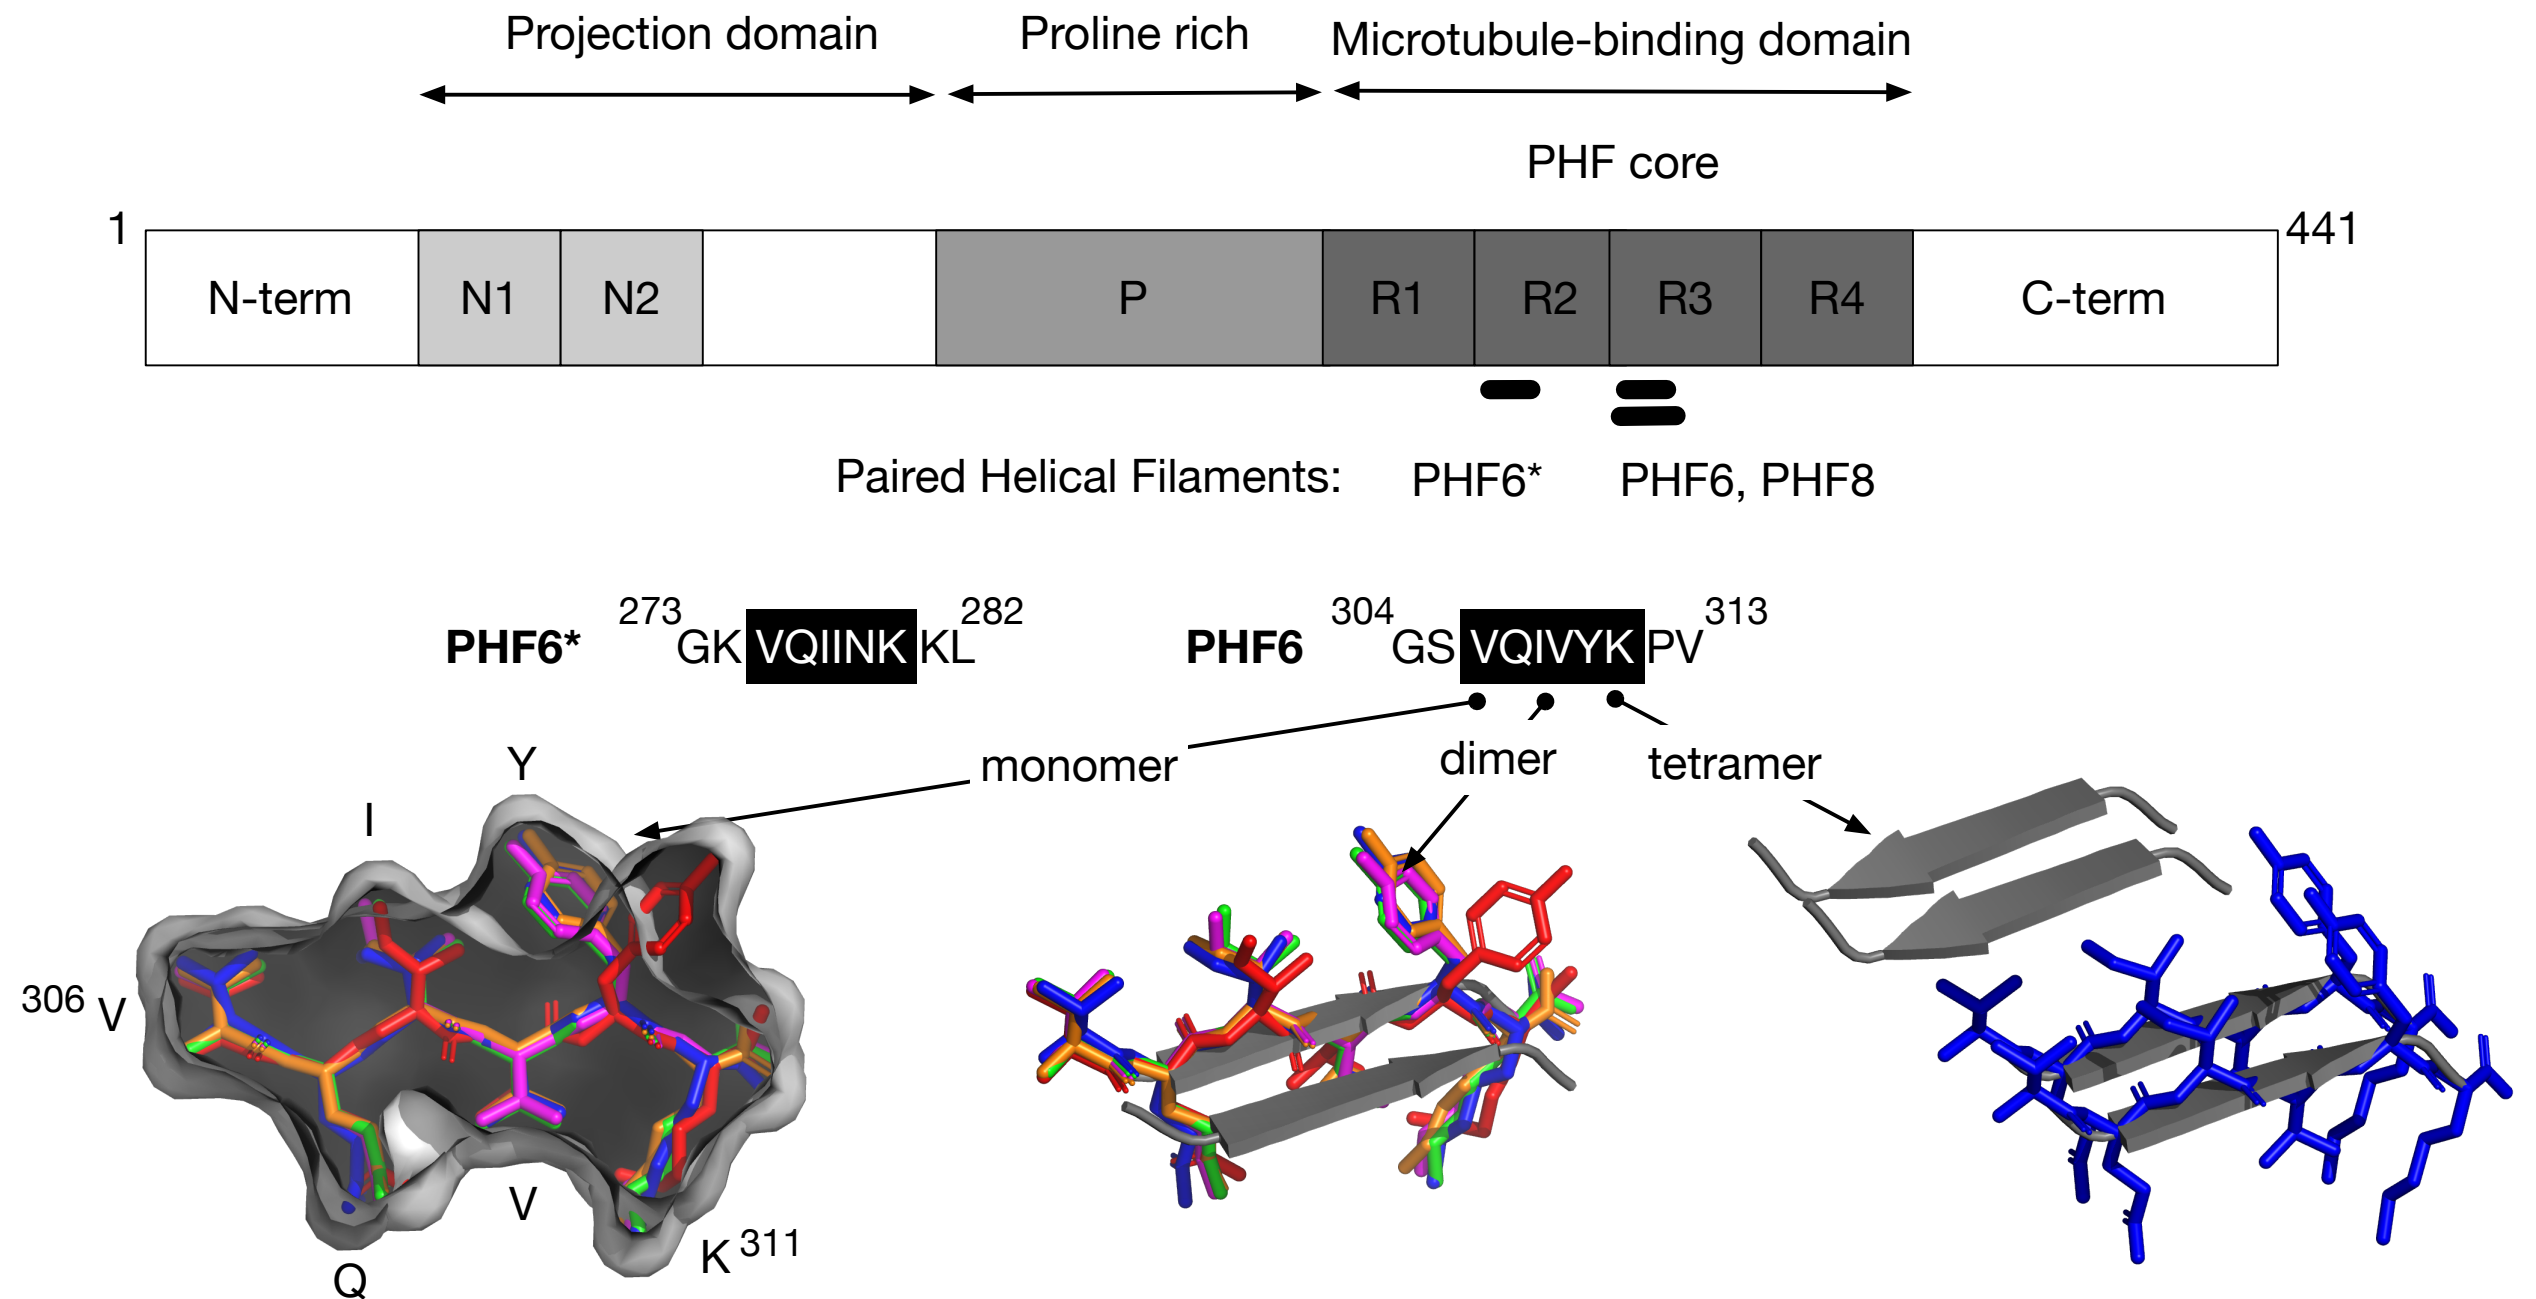 Projection domain Proline rich Microtubule-binding domain
PHF core
1 441
N-term N1 N2 P R1 R2 R3 R4 C-term
Paired Helical Filaments: PHF6* PHF6, PHF8
PHF6* 273 GK VQIINK KL 282 PHF6 304 GS VQIVYK PV 313
monomer dimer tetramer
Y
I
306 V
V
K 311
Q